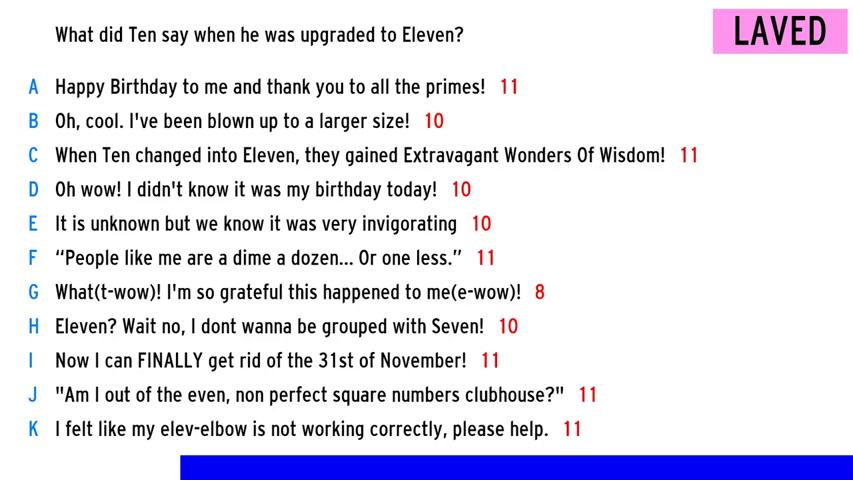 What did Ten say when he was upgraded to Eleven?
LAVED
A Happy Birthday to me and thank you to all the primes! 11
B Oh, cool. I've been blown up to a larger size! 10
C When Ten changed into Eleven, they gained Extravagant Wonders Of Wisdom! 11
D Oh wow! I didn't know it was my birthday today! 10
E It is unknown but we know it was very invigorating 10
F “People like me are a dime a dozen... Or one less.” 11
G What(t-wow)! I'm so grateful this happened to me(e-wow)! 8
H Eleven? Wait no, I dont wanna be grouped with Seven! 10
I Now I can FINALLY get rid of the 31st of November! 11
J "Am I out of the even, non perfect square numbers clubhouse?" 11
K I felt like my elev-elbow is not working correctly, please help. 11